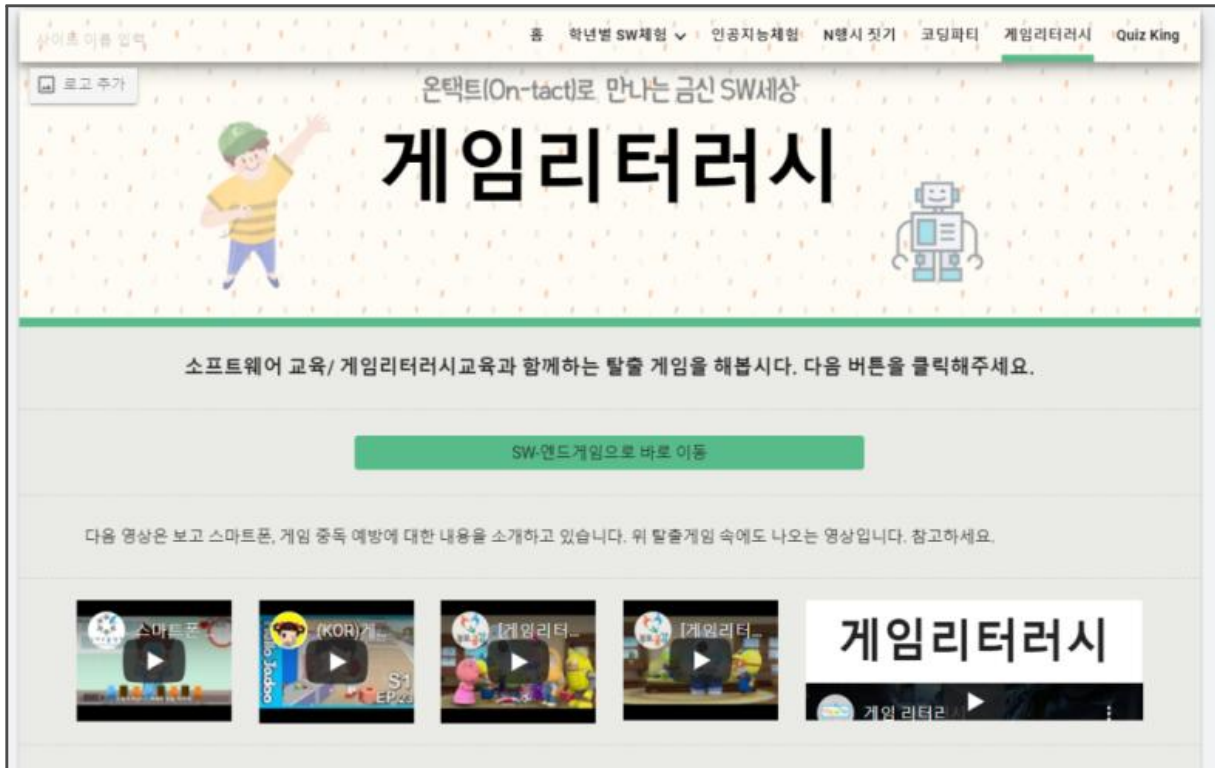 사이트 이름 입력
홈 학년별 SW체험 인공지능체험 N행시 짓기 코딩파티 게임리터러시 Quiz King
로고 추가
온택트(On-tact)로 만나는 금신 SW세상
게임리터러시
소프트웨어 교육/ 게임리터러시교육과 함께하는 탈출 게임을 해봅시다. 다음 버튼을 클릭해주세요.
SW-앤드게임으로 바로 이동
다음 영상은 보고 스마트폰, 게임 중독 예방에 대한 내용을 소개하고 있습니다. 위 탈출게임 속에도 나오는 영상입니다. 참고하세요.
스마트폰
(KOR)게...
[게임리터...
[게임리터...
게임리터러시
Hello Jadoo
S1
EP.23
게임 리터러